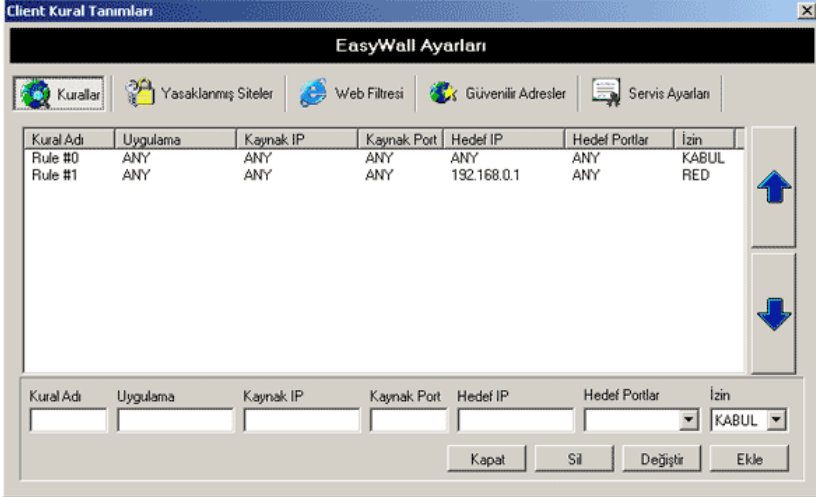 Client Kural Tanımları
EasyWall Ayarları
Kurallar Yasaklanmış Siteler Web Filtresi Güvenilir Adresler Servis Ayarları
Kural Adı Uygulama Kaynak IP Kaynak Port Hedef IP Hedef Portlar İzin
Rule #0 ANY ANY ANY ANY ANY KABUL
Rule #1 ANY ANY ANY 192.168.0.1 ANY RED
Kural Adı Uygulama Kaynak IP Kaynak Port Hedef IP Hedef Portlar İzin
KABUL
Kapat Sil Değiştir Ekle